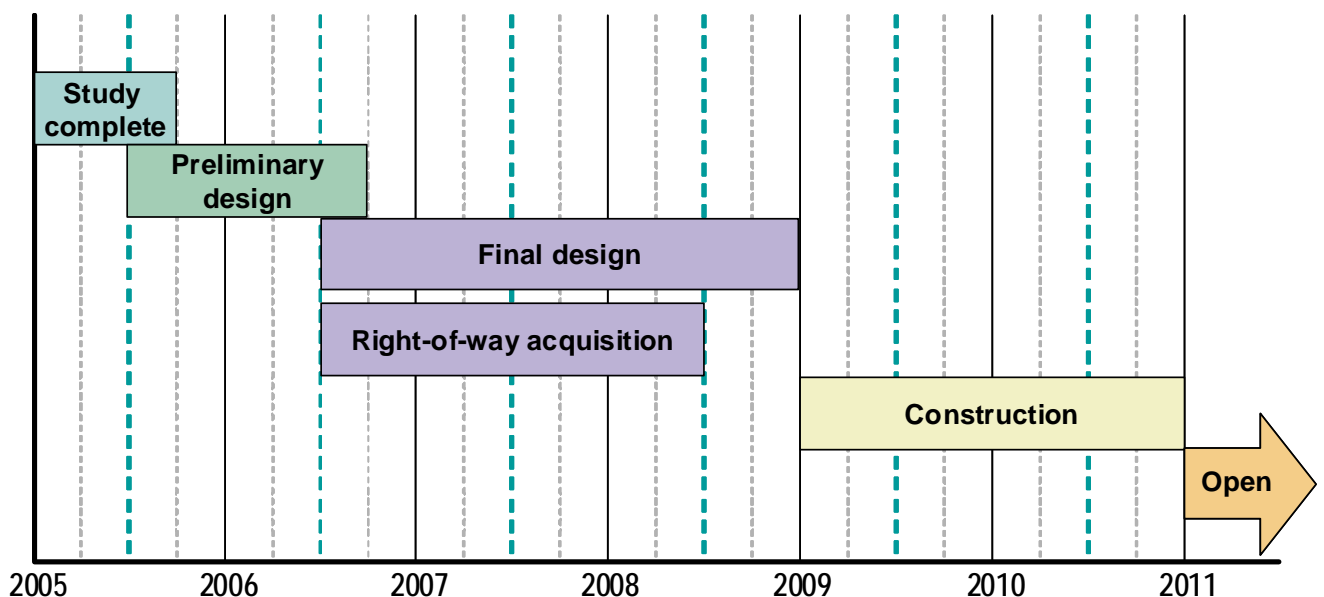 Study
complete
Preliminary
design
Final design
Right-of-way acquisition
Construction
Open
2005 2006 2007 2008 2009 2010 2011